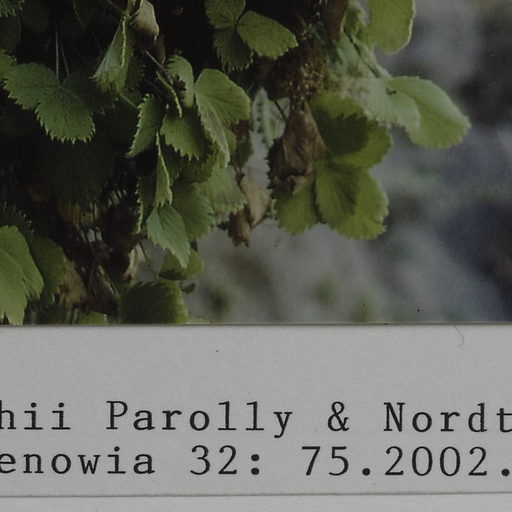 hii Parolly & Nordt
enowia 32: 75.2002.